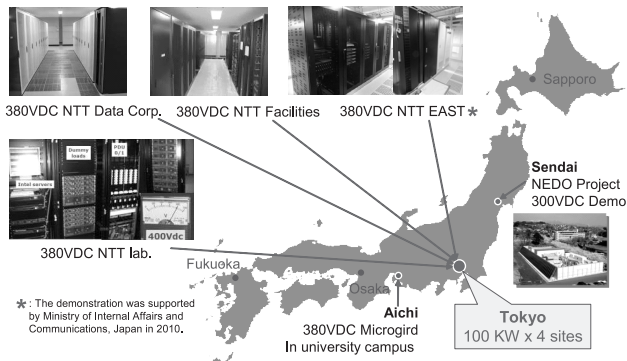 380VDC NTT Data Corp.
380VDC NTT Facilities
380VDC NTT EAST*
Sapporo
Dummy
loads
PDU
0/1
Intel servers
400Vdc
380VDC NTT lab.
Sendai
NEDO Project
300VDC Demo
Fukuoka
Osaka
*: The demonstration was supported
by Ministry of Internal Affairs and
Communications, Japan in 2010.
Aichi
380VDC Microgird
In university campus
Tokyo
100 KW x 4 sites